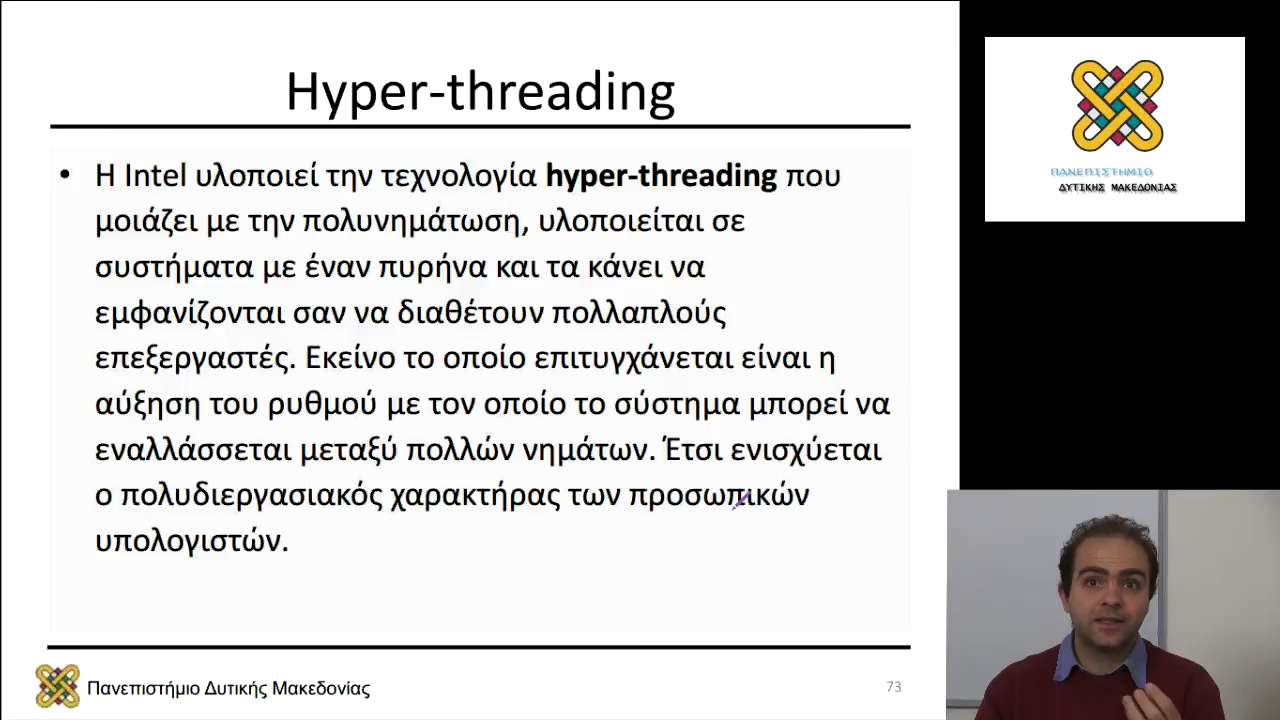 Hyper-threading
• Η Intel υλοποιεί την τεχνολογία hyper-threading που
μοιάζει με την πολυνημάτωση, υλοποιείται σε
συστήματα με έναν πυρήνα και τα κάνει να
εμφανίζονται σαν να διαθέτουν πολλαπλούς
επεξεργαστές. Εκείνο το οποίο επιτυγχάνεται είναι η
αύξηση του ρυθμού με τον οποίο το σύστημα μπορεί να
εναλλάσσεται μεταξύ πολλών νημάτων. Έτσι ενισχύεται
ο πολυδιεργασιακός χαρακτήρας των προσωπικών
υπολογιστών.
Πανεπιστήμιο Δυτικής Μακεδονίας
73
ΠΑΝΕΠΙΣΤΗΜΙΟ
ΔΥΤΙΚΗΣ ΜΑΚΕΔΟΝΙΑΣ